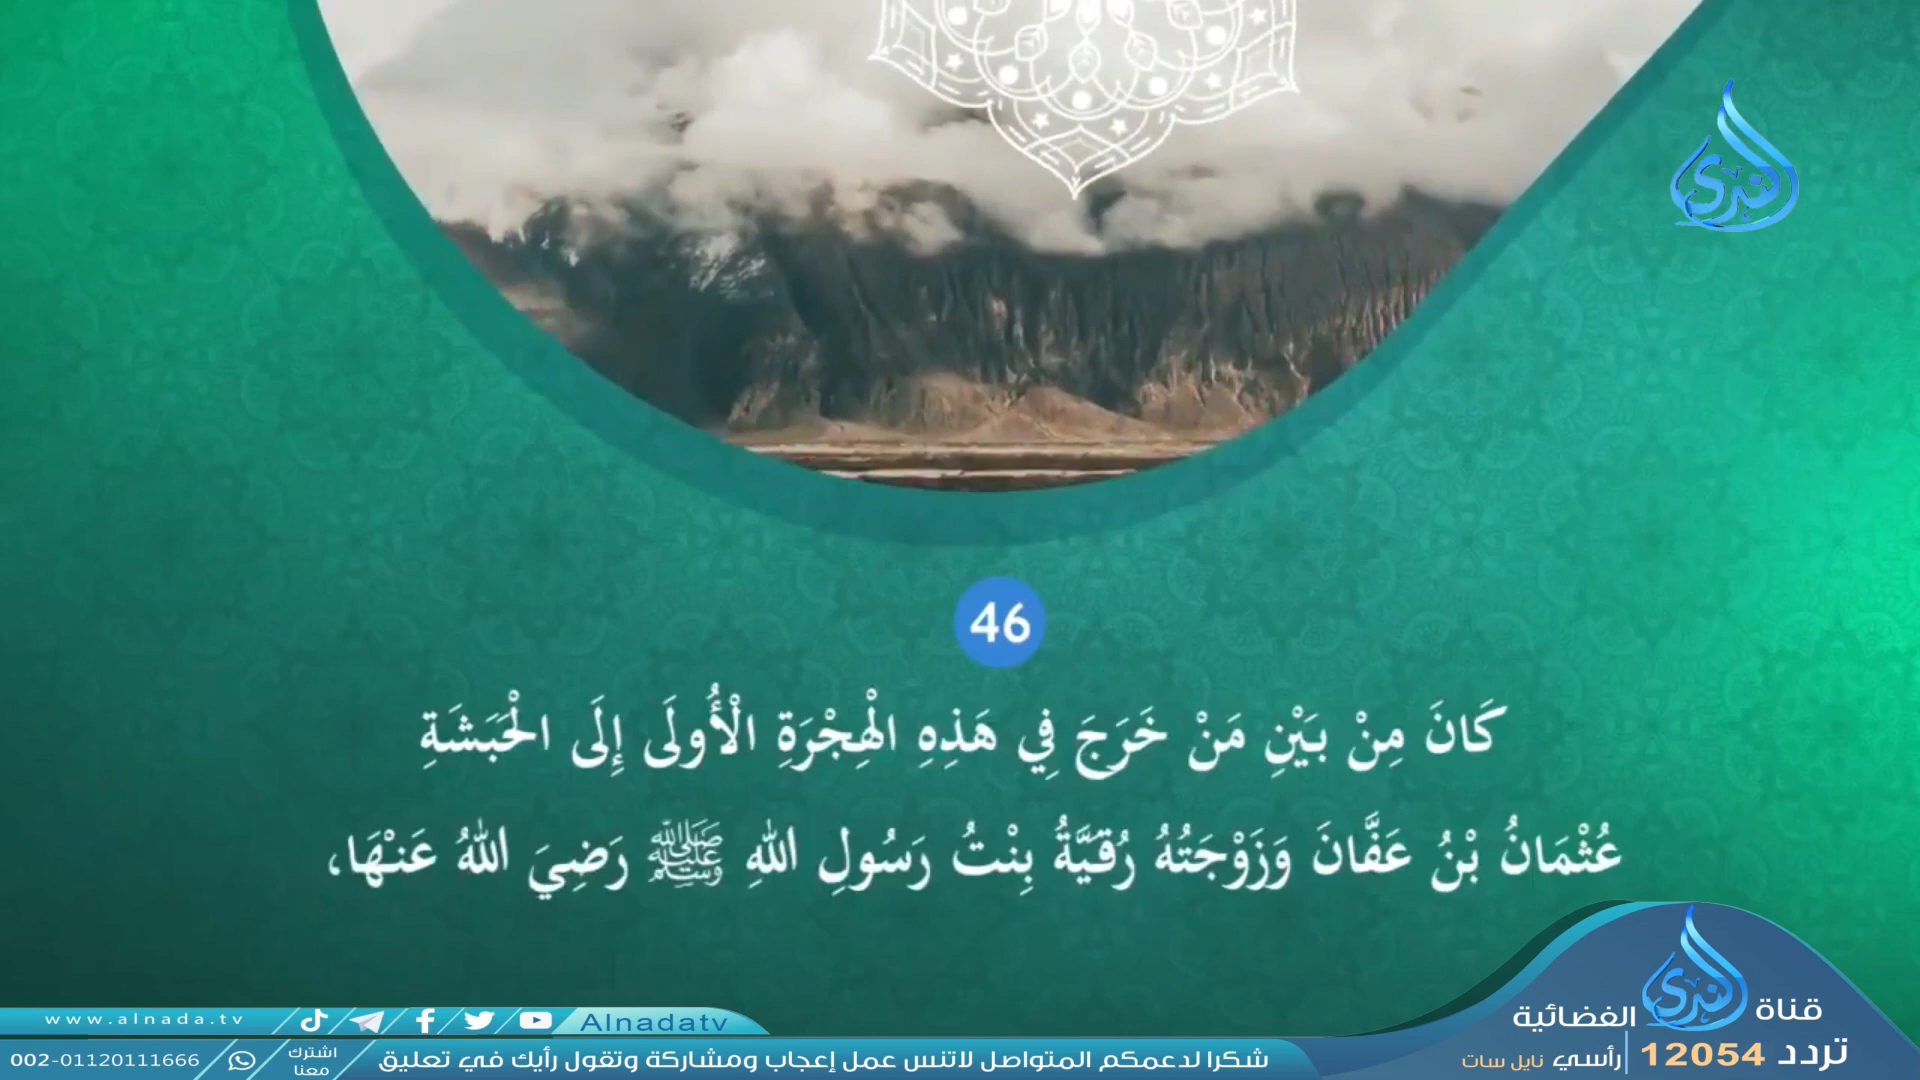 الندى
46
كَانَ مِنْ بَيْنِ مَنْ خَرَجَ فِي هَذِهِ الْهِجْرَةِ الْأُولَى إِلَى الْحَبَشَةِ
عُثْمَانُ بْنُ عَفَّانَ وَزَوْجَتُهُ رُقَيَّةُ بِنْتُ رَسُولِ اللهِ ﷺ رَضِيَ اللهُ عَنْهَا،
قناة الندى الفضائية
تردد 12054 رأسي نايل سات
www.alnada.tv
Alnadatv
شكرا لدعمكم المتواصل لاتنس عمل إعجاب ومشاركة وتقول رأيك في تعليق
اشترك معنا
002-01120111666